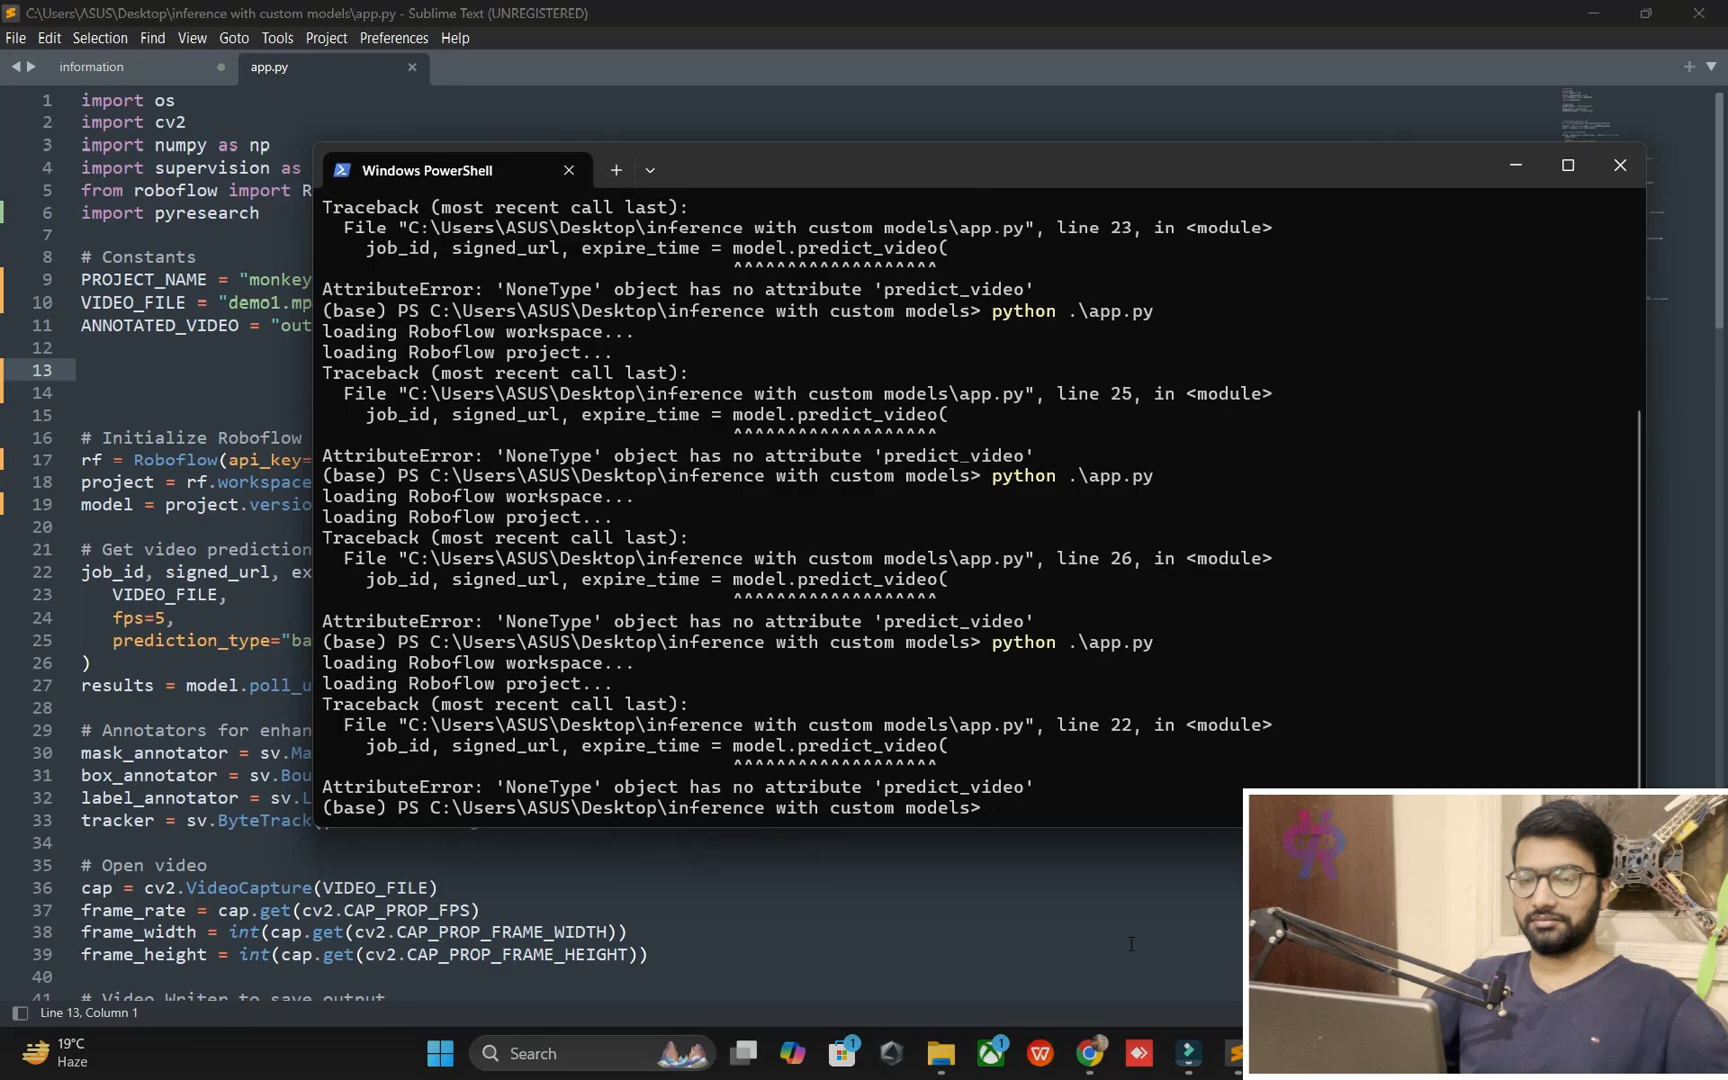 C:\Users\ASUS\Desktop\inference with custom models\app.py - Sublime Text (UNREGISTERED)
File Edit Selection Find View Goto Tools Project Preferences Help
information
app.py
1 import os
2 import cv2
3 import numpy as np
4 import supervision as
5 from roboflow import R
6 import pyresearch
7
8 # Constants
9 PROJECT_NAME = "monkey
10 VIDEO_FILE = "demo1.mp
11 ANNOTATED_VIDEO = "out
12
13
14
15
16 # Initialize Roboflow
17 rf = Roboflow(api_key=
18 project = rf.workspace
19 model = project.versio
20
21 # Get video prediction
22 job_id, signed_url, ex
23 VIDEO_FILE,
24 fps=5,
25 prediction_type="ba
26 )
27 results = model.poll_u
28
29 # Annotators for enhan
30 mask_annotator = sv.Ma
31 box_annotator = sv.Bou
32 label_annotator = sv.L
33 tracker = sv.ByteTrack()
34
35 # Open video
36 cap = cv2.VideoCapture(VIDEO_FILE)
37 frame_rate = cap.get(cv2.CAP_PROP_FPS)
38 frame_width = int(cap.get(cv2.CAP_PROP_FRAME_WIDTH))
39 frame_height = int(cap.get(cv2.CAP_PROP_FRAME_HEIGHT))
40
41 # Video Writer to save output
Windows PowerShell
Traceback (most recent call last):
File "C:\Users\ASUS\Desktop\inference with custom models\app.py", line 23, in <module>
job_id, signed_url, expire_time = model.predict_video(
^^^^^^^^^^^^^^^^^^^
AttributeError: 'NoneType' object has no attribute 'predict_video'
(base) PS C:\Users\ASUS\Desktop\inference with custom models> python .\app.py
loading Roboflow workspace...
loading Roboflow project...
Traceback (most recent call last):
File "C:\Users\ASUS\Desktop\inference with custom models\app.py", line 25, in <module>
job_id, signed_url, expire_time = model.predict_video(
^^^^^^^^^^^^^^^^^^^
AttributeError: 'NoneType' object has no attribute 'predict_video'
(base) PS C:\Users\ASUS\Desktop\inference with custom models> python .\app.py
loading Roboflow workspace...
loading Roboflow project...
Traceback (most recent call last):
File "C:\Users\ASUS\Desktop\inference with custom models\app.py", line 26, in <module>
job_id, signed_url, expire_time = model.predict_video(
^^^^^^^^^^^^^^^^^^^
AttributeError: 'NoneType' object has no attribute 'predict_video'
(base) PS C:\Users\ASUS\Desktop\inference with custom models> python .\app.py
loading Roboflow workspace...
loading Roboflow project...
Traceback (most recent call last):
File "C:\Users\ASUS\Desktop\inference with custom models\app.py", line 22, in <module>
job_id, signed_url, expire_time = model.predict_video(
^^^^^^^^^^^^^^^^^^^
AttributeError: 'NoneType' object has no attribute 'predict_video'
(base) PS C:\Users\ASUS\Desktop\inference with custom models>
Line 13, Column 1
19°C
Haze
Search
1
1